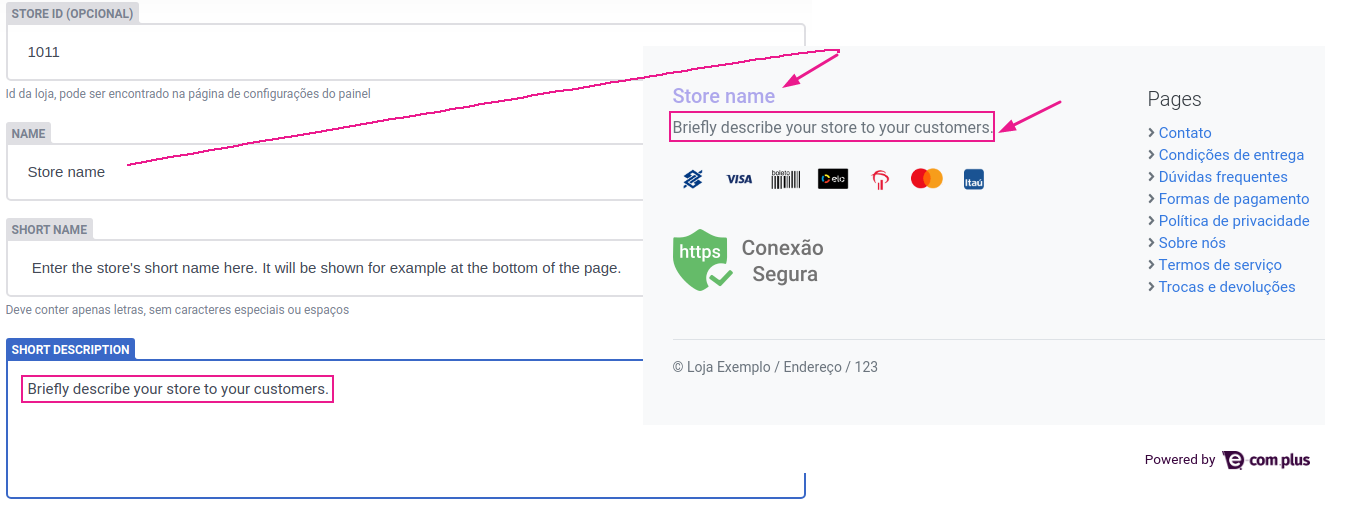 STORE ID (OPCIONAL)
1011
Id da loja, pode ser encontrado na página de configurações do painel
NAME
Store name
SHORT NAME
Enter the store's short name here. It will be shown for example at the bottom of the page.
Deve conter apenas letras, sem caracteres especiais ou espaços
SHORT DESCRIPTION
Briefly describe your store to your customers.
Store name
Briefly describe your store to your customers.
VISA
boleto
elo
Itaú
https
Conexão
Segura
Pages
Contato
Condições de entrega
Dúvidas frequentes
Formas de pagamento
Política de privacidade
Sobre nós
Termos de serviço
Trocas e devoluções
© Loja Exemplo / Endereço / 123
Powered by e com.plus